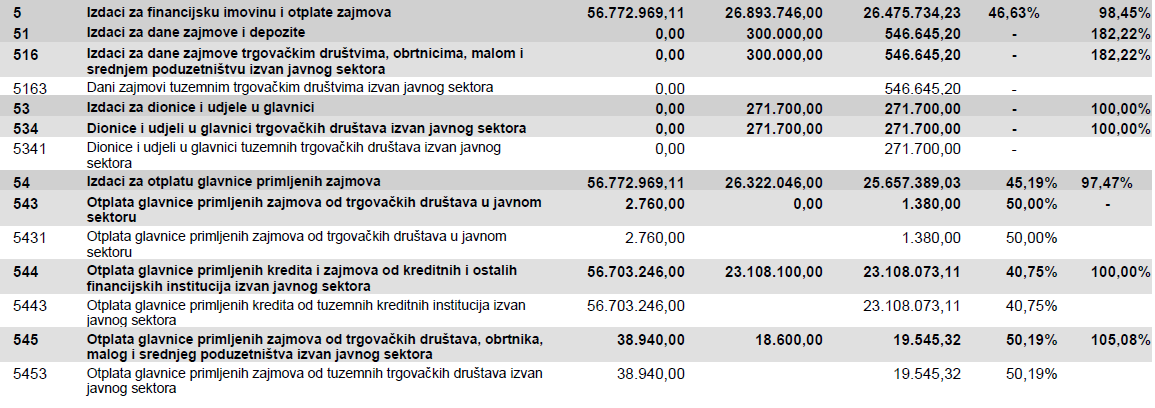 5 Izdaci za financijsku imovinu i otplate zajmova 56.772.969,11 26.893.746,00 26.475.734,23 46,63% 98,45%
51 Izdaci za dane zajmove i depozite 0,00 300.000,00 546.645,20 - 182,22%
516 Izdaci za dane zajmove trgovačkim društvima, obrtnicima, malom i 0,00 300.000,00 546.645,20 - 182,22%
srednjem poduzetništvu izvan javnog sektora
5163 Dani zajmovi tuzemnim trgovačkim društvima izvan javnog sektora 0,00 546.645,20 -
53 Izdaci za dionice i udjele u glavnici 0,00 271.700,00 271.700,00 - 100,00%
534 Dionice i udjeli u glavnici trgovačkih društava izvan javnog sektora 0,00 271.700,00 271.700,00 - 100,00%
5341 Dionice i udjeli u glavnici tuzemnih trgovačkih društava izvan javnog 0,00 271.700,00 -
sektora
54 Izdaci za otplatu glavnice primljenih zajmova 56.772.969,11 26.322.046,00 25.657.389,03 45,19% 97,47%
543 Otplata glavnice primljenih zajmova od trgovačkih društava u javnom 2.760,00 0,00 1.380,00 50,00% -
sektoru
5431 Otplata glavnice primljenih zajmova od trgovačkih društava u javnom 2.760,00 1.380,00 50,00%
sektoru
544 Otplata glavnice primljenih kredita i zajmova od kreditnih i ostalih 56.703.246,00 23.108.100,00 23.108.073,11 40,75% 100,00%
financijskih institucija izvan javnog sektora
5443 Otplata glavnice primljenih kredita od tuzemnih kreditnih institucija izvan 56.703.246,00 23.108.073,11 40,75%
javnog sektora
545 Otplata glavnice primljenih zajmova od trgovačkih društava, obrtnika, 38.940,00 18.600,00 19.545,32 50,19% 105,08%
malog i srednjeg poduzetništva izvan javnog sektora
5453 Otplata glavnice primljenih zajmova od tuzemnih trgovačkih društava izvan 38.940,00 19.545,32 50,19%
javnog sektora